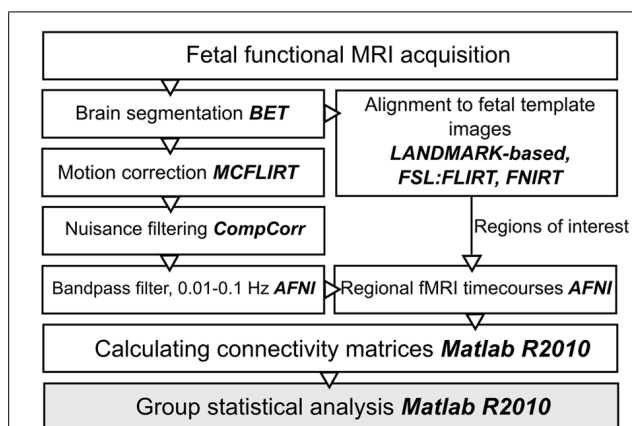 Fetal functional MRI acquisition
Brain segmentation BET
Alignment to fetal template
images
LANDMARK-based,
FSL:FLIRT, FNIRT
Motion correction MCFLIRT
Nuisance filtering CompCorr
Regions of interest
Bandpass filter, 0.01-0.1 Hz AFNI
Regional fMRI timecourses AFNI
Calculating connectivity matrices Matlab R2010
Group statistical analysis Matlab R2010